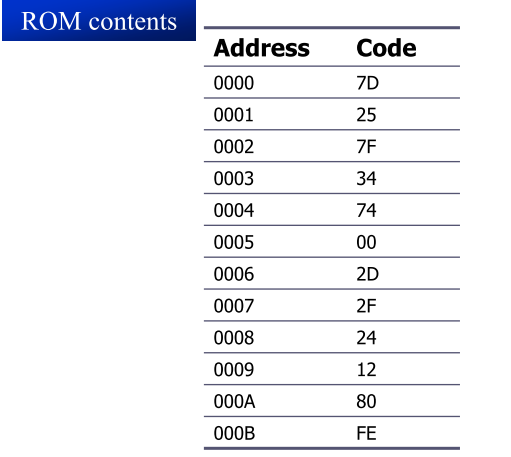 ROM contents
Address Code
0000 7D
0001 25
0002 7F
0003 34
0004 74
0005 00
0006 2D
0007 2F
0008 24
0009 12
000A 80
000B FE